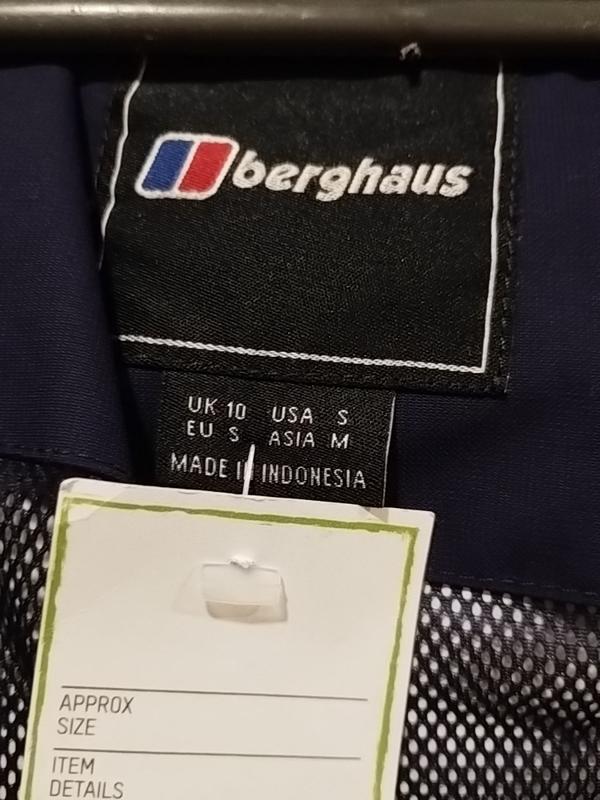 berghaus
UK 10 USA S
EU S ASIA M
MADE IN INDONESIA
APPROX
SIZE
ITEM
DETAILS